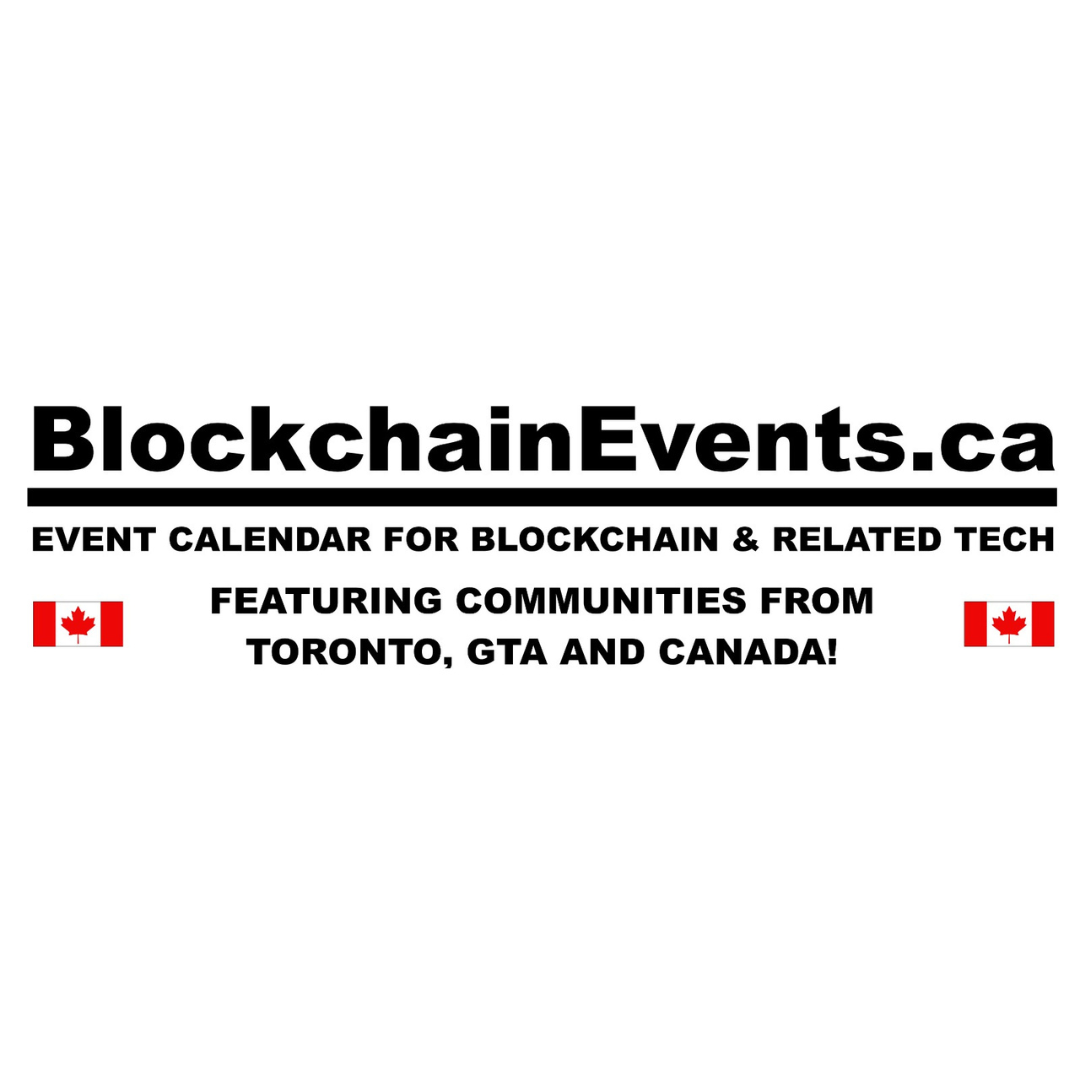 BlockchainEvents.ca
EVENT CALENDAR FOR BLOCKCHAIN & RELATED TECH
FEATURING COMMUNITIES FROM
TORONTO, GTA AND CANADA!